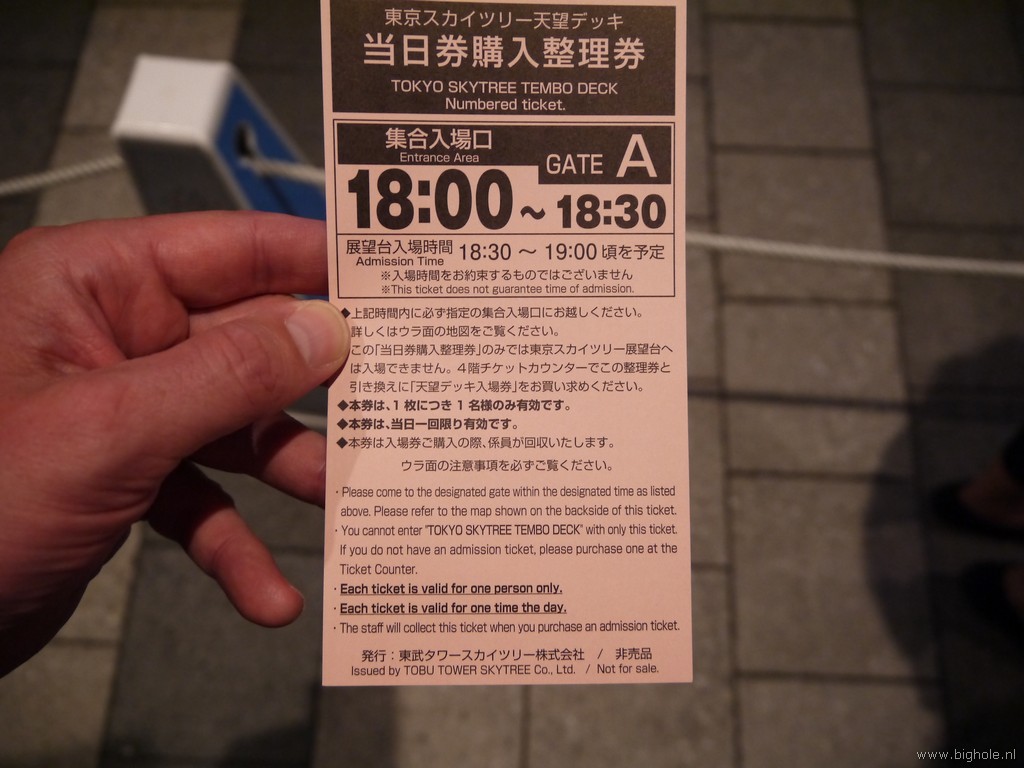 東京スカイツリー天望デッキ
当日券購入整理券
TOKYO SKYTREE TEMBO DECK
Numbered ticket.
集合入場口
Entrance Area
GATE A
18:00～18:30
展望台入場時間
Admission Time
18:30 ～ 19:00 頃を予定
※入場時間をお約束するものではございません
※This ticket does not guarantee time of admission.
◆上記時間内に必ず指定の集合入場口にお越しください。
詳しくはウラ面の地図をご覧ください。
この「当日券購入整理券」のみでは東京スカイツリー展望台へ
は入場できません。4階チケットカウンターでこの整理券と
引き換えに「天望デッキ入場券」をお買い求めください。
◆本券は、1枚につき1名様のみ有効です。
◆本券は、当日一回限り有効です。
◆本券は入場券ご購入の際、係員が回収いたします。
ウラ面の注意事項を必ずご覧ください。
・Please come to the designated gate within the designated time as listed
above. Please refer to the map shown on the backside of this ticket.
・You cannot enter "TOKYO SKYTREE TEMBO DECK" with only this ticket.
If you do not have an admission ticket, please purchase one at the
Ticket Counter.
・Each ticket is valid for one person only.
・Each ticket is valid for one time the day.
・The staff will collect this ticket when you purchase an admission ticket.
発行：東武タワースカイツリー株式会社 / 非売品
Issued by TOBU TOWER SKYTREE Co., Ltd. / Not for sale.
www.bighole.nl